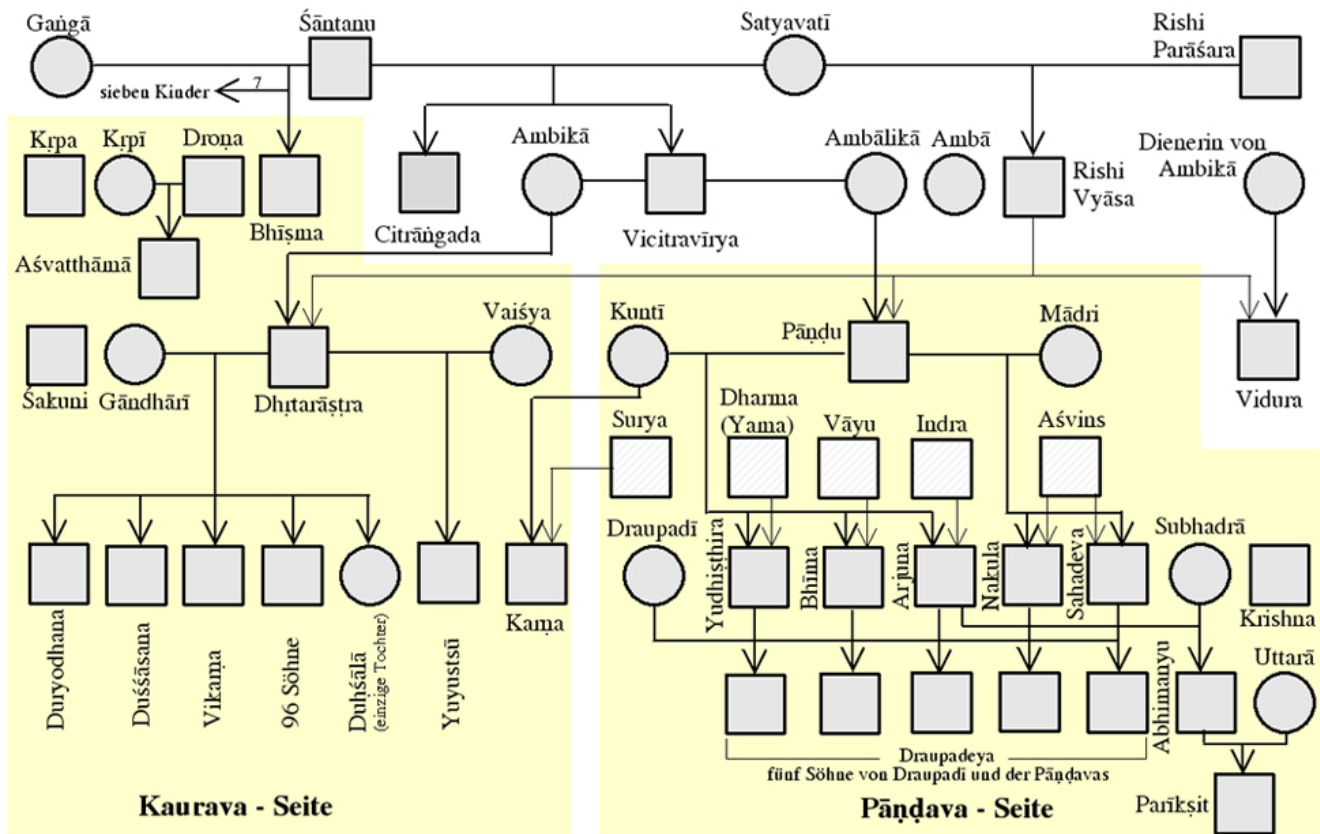 Gaṅgā
Śāntanu
Satyavatī
Rishi
Parāśara
sieben Kinder
7
Kṛpa
Kṛpī
Droṇa
Ambikā
Ambālikā
Ambā
Dienerin von
Ambikā
Rishi
Vyāsa
Bhīṣma
Citrāṅgada
Vicitravīrya
Aśvatthāmā
Vaiśya
Kuntī
Pāṇḍu
Mādri
Śakuni
Gāndhārī
Dhṛtarāṣṭra
Vidura
Surya
Dharma
(Yama)
Vāyu
Indra
Aśvins
Draupadī
Yudhiṣṭhira
Bhīma
Arjuna
Nakula
Sahadeva
Subhadrā
Krishna
Karṇa
Duryodhana
Duśśāsana
Vikarṇa
96 Söhne
Duḥśālā
(einzige Tochter)
Yuyustsū
Abhimanyu
Uttarā
Draupadeya
fünf Söhne von Draupadi und der Pāṇḍavas
Parīkṣit
Kaurava - Seite
Pāṇḍava - Seite